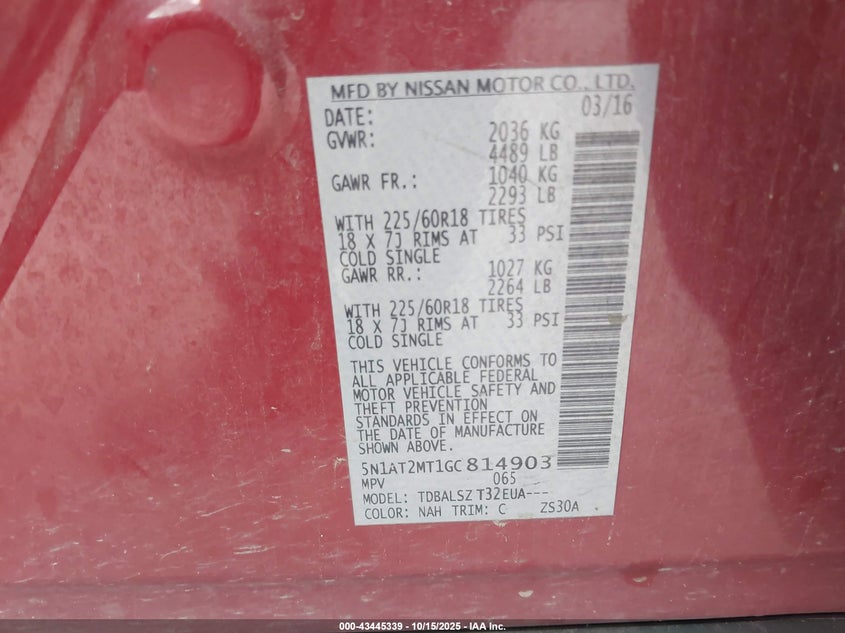 MFD BY NISSAN MOTOR CO., LTD.
DATE: 03/16
GVWR: 2036 KG
4489 LB
GAWR FR.: 1040 KG
2293 LB
WITH 225/60R18 TIRES
18 X 7J RIMS AT 33 PSI
COLD SINGLE
GAWR RR.: 1027 KG
2264 LB
WITH 225/60R18 TIRES
18 X 7J RIMS AT 33 PSI
COLD SINGLE
THIS VEHICLE CONFORMS TO
ALL APPLICABLE FEDERAL
MOTOR VEHICLE SAFETY AND
THEFT PREVENTION
STANDARDS IN EFFECT ON
THE DATE OF MANUFACTURE
SHOWN ABOVE.
5N1AT2MT1GC814903
MPV 065
MODEL: TDBALSZ T32EUA---
COLOR: NAH TRIM: C ZS30A
000-43445339 - 10/15/2025 - IAA Inc.